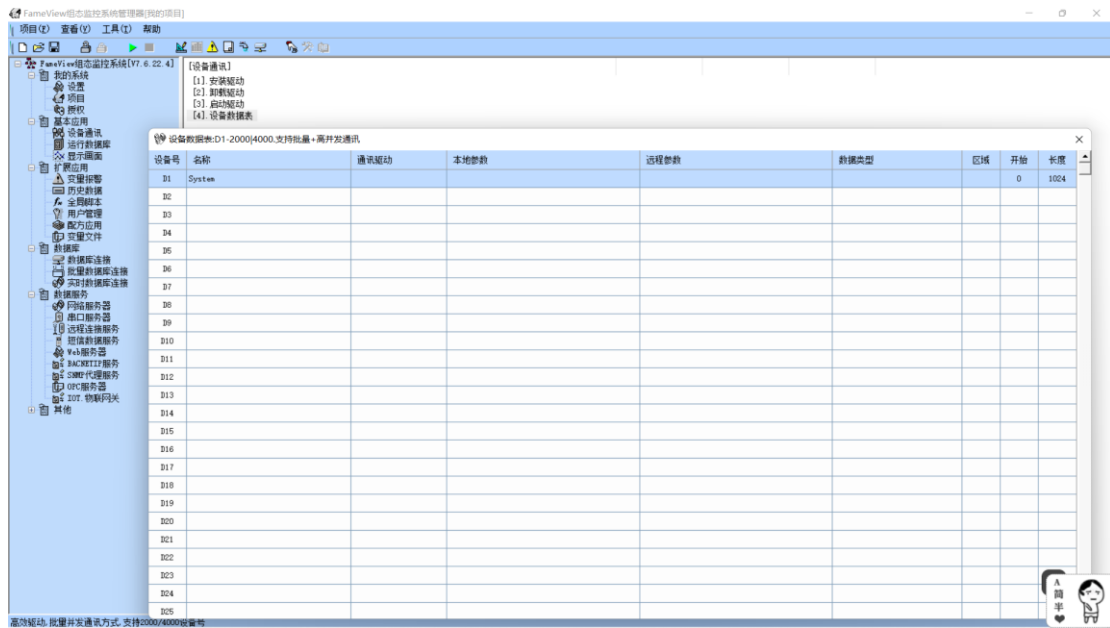 FameView组态监控系统管理器[我的项目]
项目(P) 查看(V) 工具(I) 帮助
FameView组态监控系统[V7.6.22.4]
我的系统
设置
项目
授权
基本应用
设备通讯
运行数据库
显示画面
扩展应用
变量报警
历史数据
全局脚本
用户管理
配方应用
变量文件
数据库
数据库连接
批量数据库连接
实时数据库连接
数据服务
网络服务器
串口服务器
远程连接服务
短信数据服务
Web服务器
BACNETIP服务
SNMP代理服务
OPC服务器
IOT.物联网关
其他
[设备通讯]
[1].安装驱动
[2].卸载驱动
[3].启动驱动
[4].设备数据表
设备数据表:D1-2000|4000.支持批量+高并发通讯
设备号 名称 通讯驱动 本地参数 远程参数 数据类型 区域 开始 长度
D1 System 0 1024
D2
D3
D4
D5
D6
D7
D8
D9
D10
D11
D12
D13
D14
D15
D16
D17
D18
D19
D20
D21
D22
D23
D24
D25
A
简
半
高效驱动,批量并发通讯方式,支持2000/4000设备号